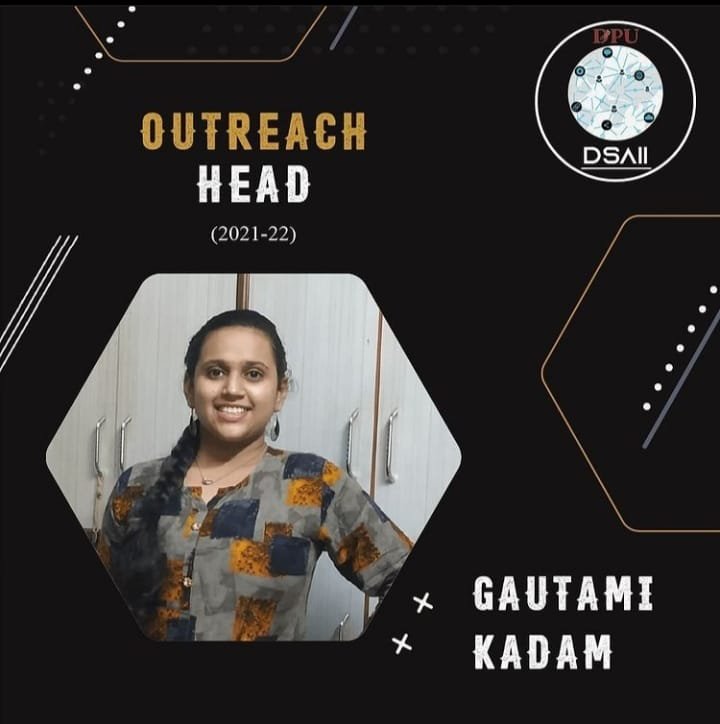 DPU
DSAII
OUTREACH
HEAD
(2021-22)
GAUTAMI
KADAM